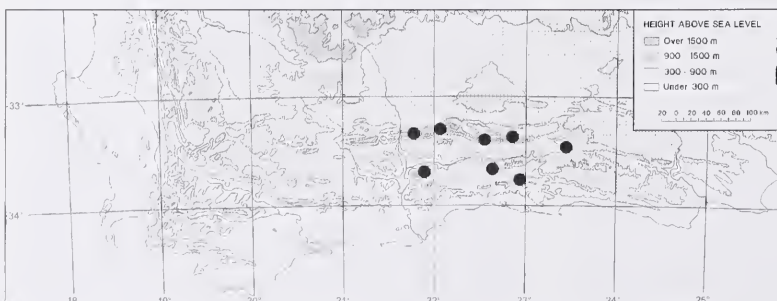 HEIGHT ABOVE SEA LEVEL
Over 1500 m
900 - 1500 m
300 - 900 m
Under 300 m
20 0 20 40 60 80 100 km
33°
34°
18
19°
21
22
23
24
25°